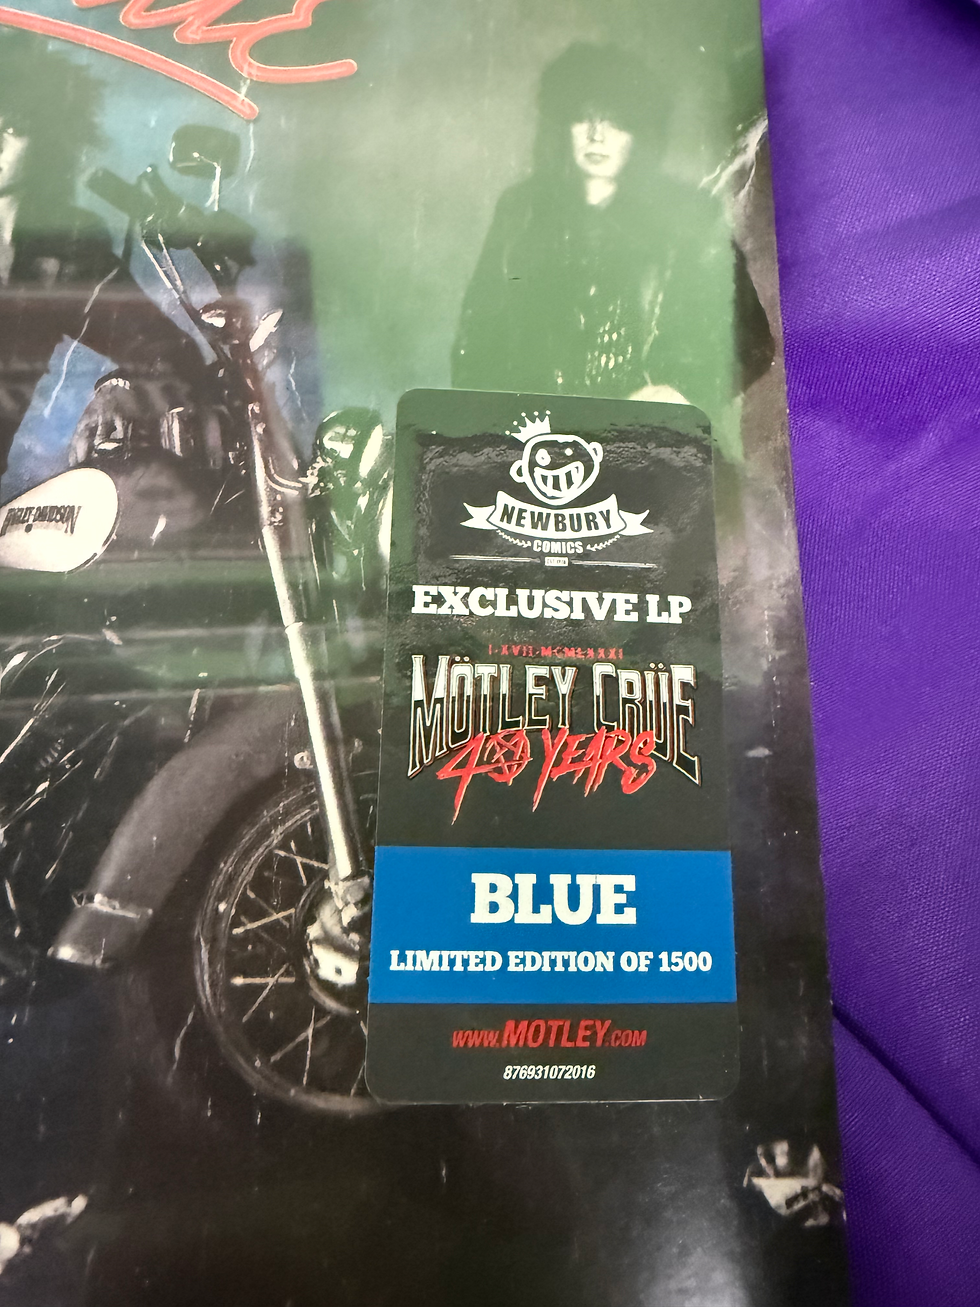 HARLEY-DAVIDSON
NEWBURY
COMICS
EXCLUSIVE LP
I·XVII·MCMLXXXI
MÖTLEY CRÜE
40 YEARS
BLUE
LIMITED EDITION OF 1500
www.MOTLEY.COM
876931072016